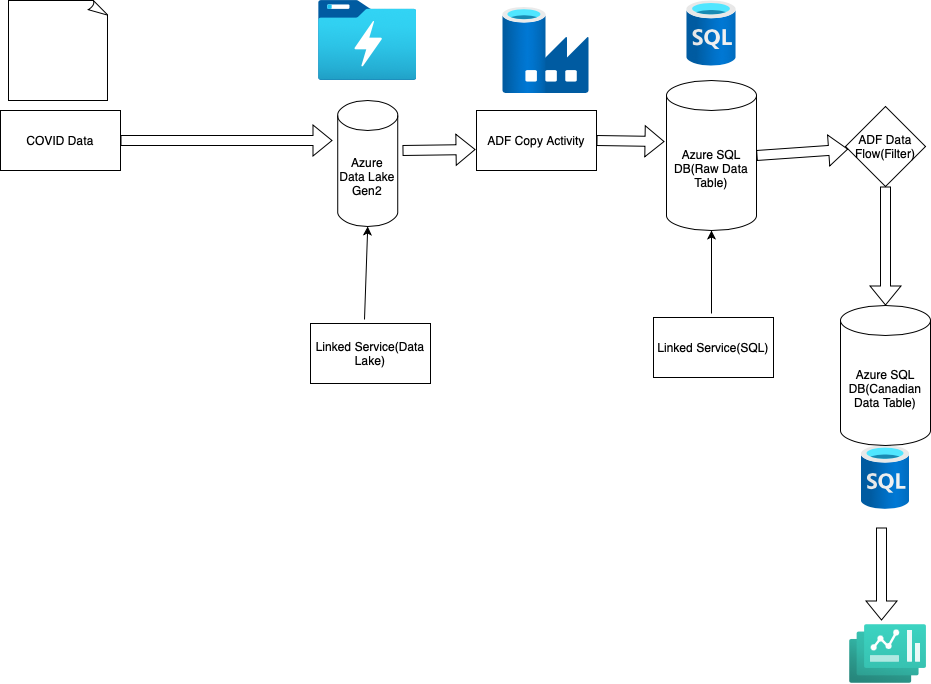 SQL
COVID Data
Azure
Data Lake
Gen2
ADF Copy Activity
Azure SQL
DB(Raw Data
Table)
ADF Data
Flow(Filter)
Linked Service(Data
Lake)
Linked Service(SQL)
Azure SQL
DB(Canadian
Data Table)
SQL